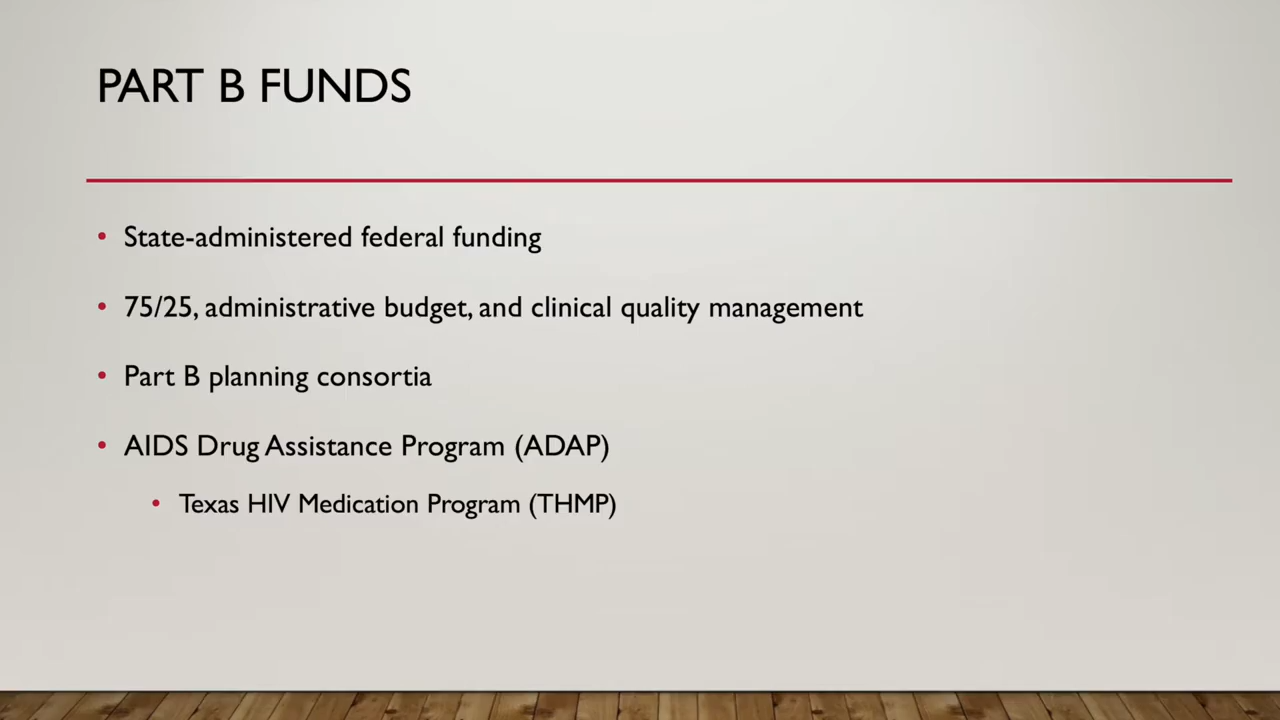 PART B FUNDS
• State-administered federal funding
• 75/25, administrative budget, and clinical quality management
• Part B planning consortia
• AIDS Drug Assistance Program (ADAP)
• Texas HIV Medication Program (THMP)